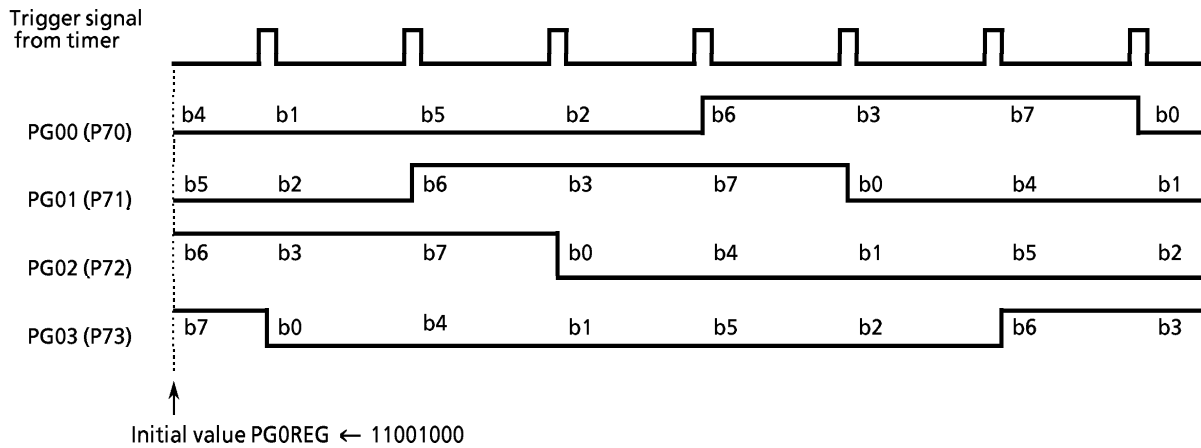 Trigger signal
from timer
PG00 (P70) b4 b1 b5 b2 b6 b3 b7 b0
PG01 (P71) b5 b2 b6 b3 b7 b0 b4 b1
PG02 (P72) b6 b3 b7 b0 b4 b1 b5 b2
PG03 (P73) b7 b0 b4 b1 b5 b2 b6 b3
Initial value PG0REG ← 11001000